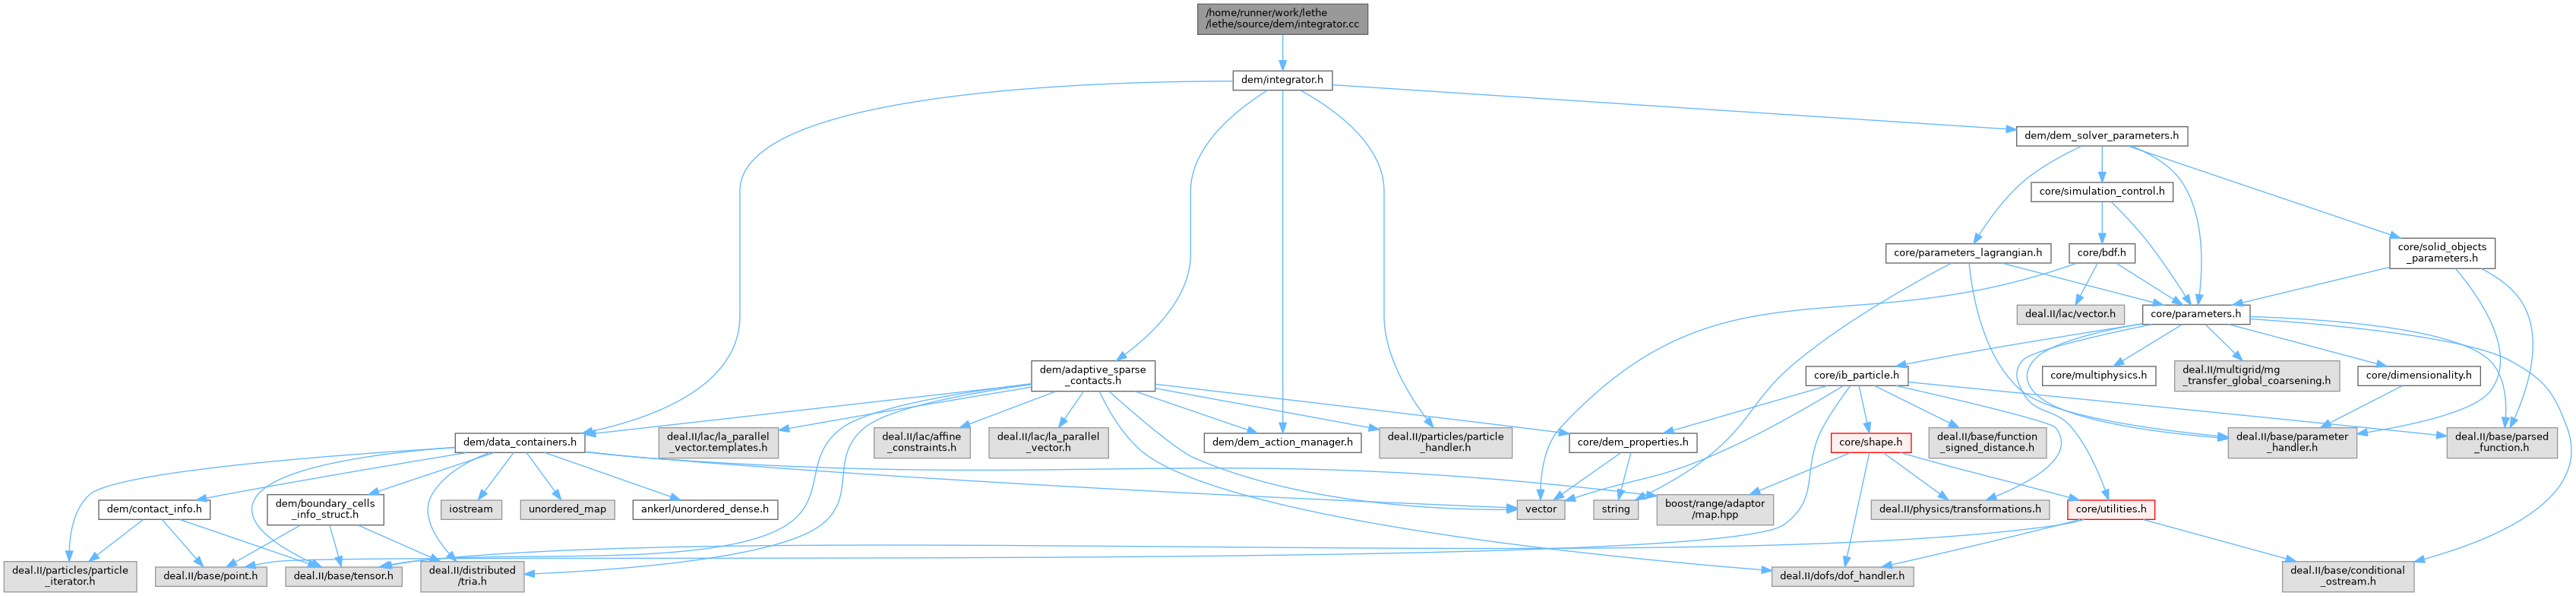 /home/runner/work/lethe
/lethe/source/dem/integrator.cc
dem/integrator.h
dem/dem_solver_parameters.h
core/simulation_control.h
core/parameters_lagrangian.h
core/bdf.h
core/solid_objects
_parameters.h
deal.II/lac/vector.h
core/parameters.h
dem/adaptive_sparse
_contacts.h
core/ib_particle.h
core/multiphysics.h
deal.II/multigrid/mg
_transfer_global_coarsening.h
core/dimensionality.h
dem/data_containers.h
deal.II/lac/la_parallel
_vector.templates.h
deal.II/lac/affine
_constraints.h
deal.II/lac/la_parallel
_vector.h
dem/dem_action_manager.h
deal.II/particles/particle
_handler.h
core/dem_properties.h
core/shape.h
deal.II/base/function
_signed_distance.h
deal.II/base/parameter
_handler.h
deal.II/base/parsed
_function.h
dem/contact_info.h
dem/boundary_cells
_info_struct.h
iostream
unordered_map
ankerl/unordered_dense.h
vector
string
boost/range/adaptor
/map.hpp
deal.II/physics/transformations.h
core/utilities.h
deal.II/particles/particle
_iterator.h
deal.II/base/point.h
deal.II/base/tensor.h
deal.II/distributed
/tria.h
deal.II/dofs/dof_handler.h
deal.II/base/conditional
_ostream.h